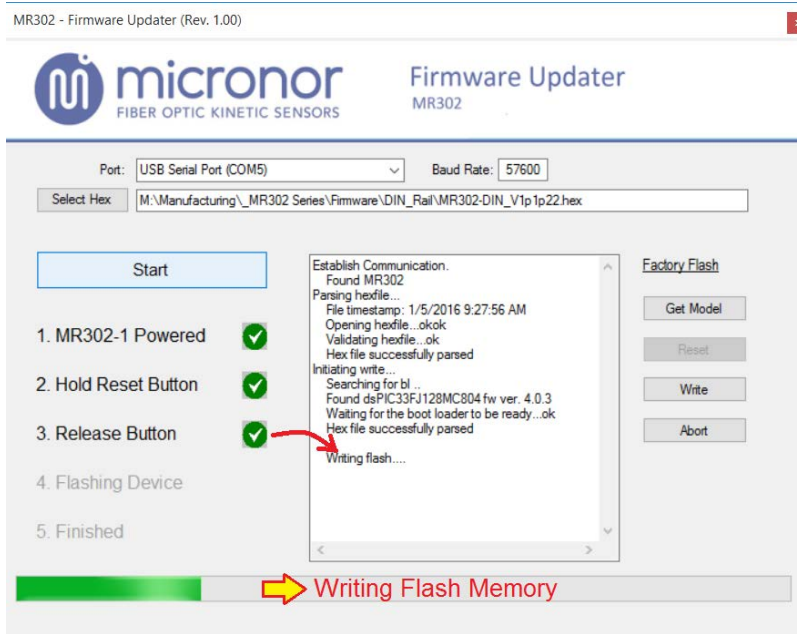 MR302 - Firmware Updater (Rev. 1.00)
micronor
FIBER OPTIC KINETIC SENSORS
Firmware Updater
MR302
Port: USB Serial Port (COM5) Baud Rate: 57600
Select Hex M:\Manufacturing\_MR302 Series\Firmware\DIN_Rail\MR302-DIN_V1p1p22.hex
Start
1. MR302-1 Powered
2. Hold Reset Button
3. Release Button
4. Flashing Device
5. Finished
Establish Communication.
Found MR302
Parsing hexfile...
File timestamp: 1/5/2016 9:27:56 AM
Opening hexfile...okok
Validating hexfile...ok
Hex file successfully parsed
Initiating write...
Searching for bl ..
Found dsPIC33FJ128MC804 fw ver. 4.0.3
Waiting for the boot loader to be ready...ok
Hex file successfully parsed
Writing flash....
Factory Flash
Get Model
Reset
Write
Abort
Writing Flash Memory